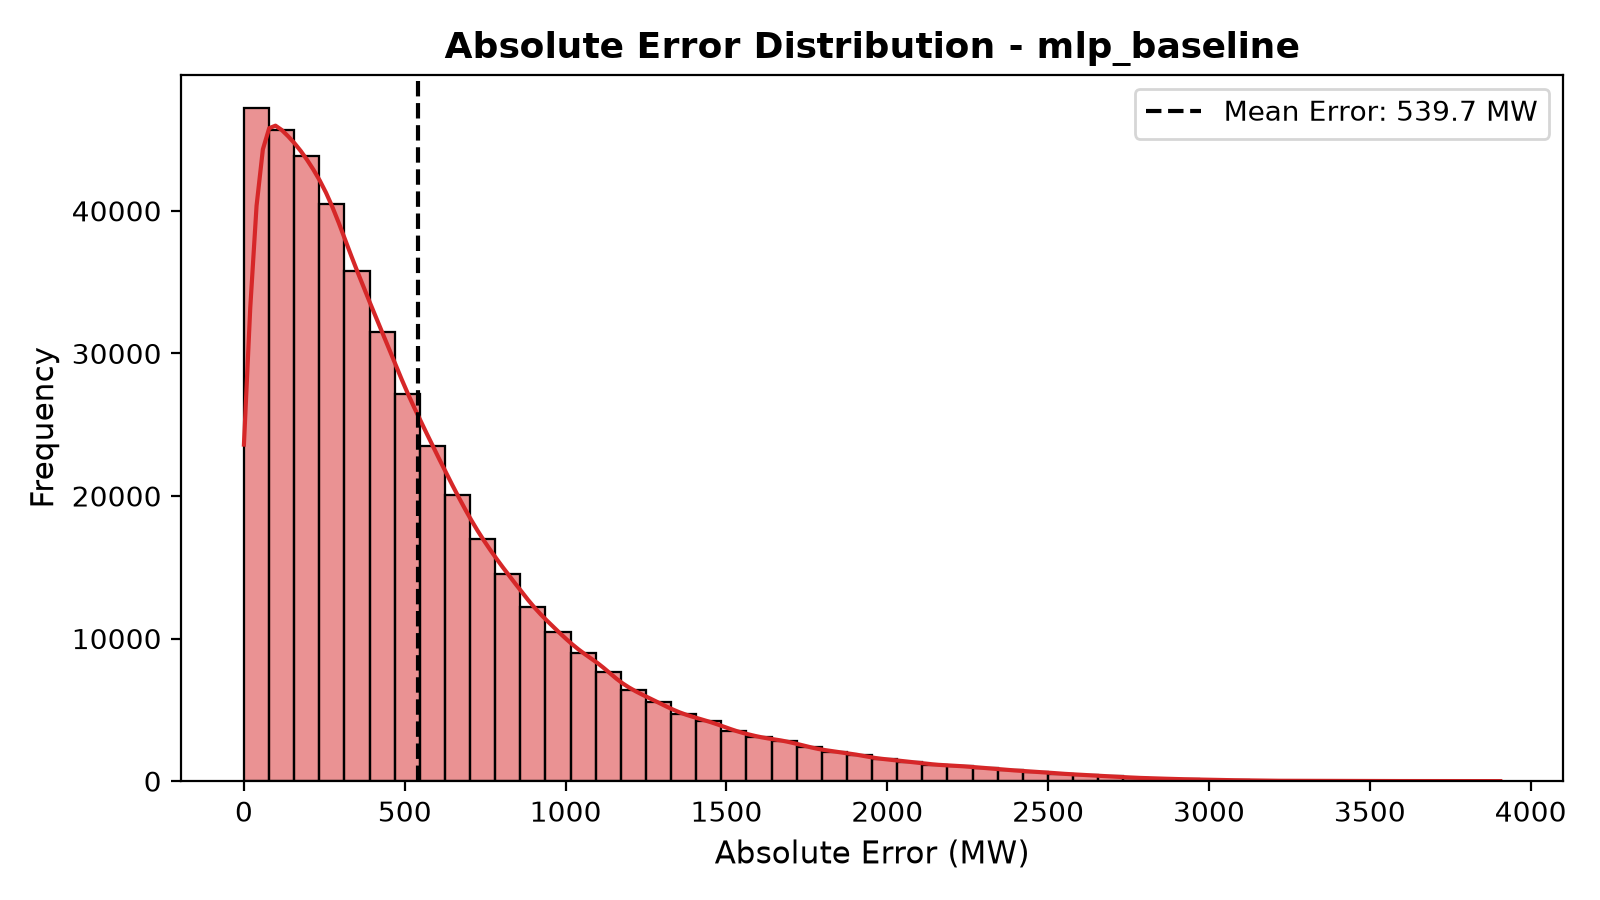 Absolute Error Distribution - mlp_baseline
Mean Error: 539.7 MW
Frequency
40000
30000
20000
10000
0
0 500 1000 1500 2000 2500 3000 3500 4000
Absolute Error (MW)